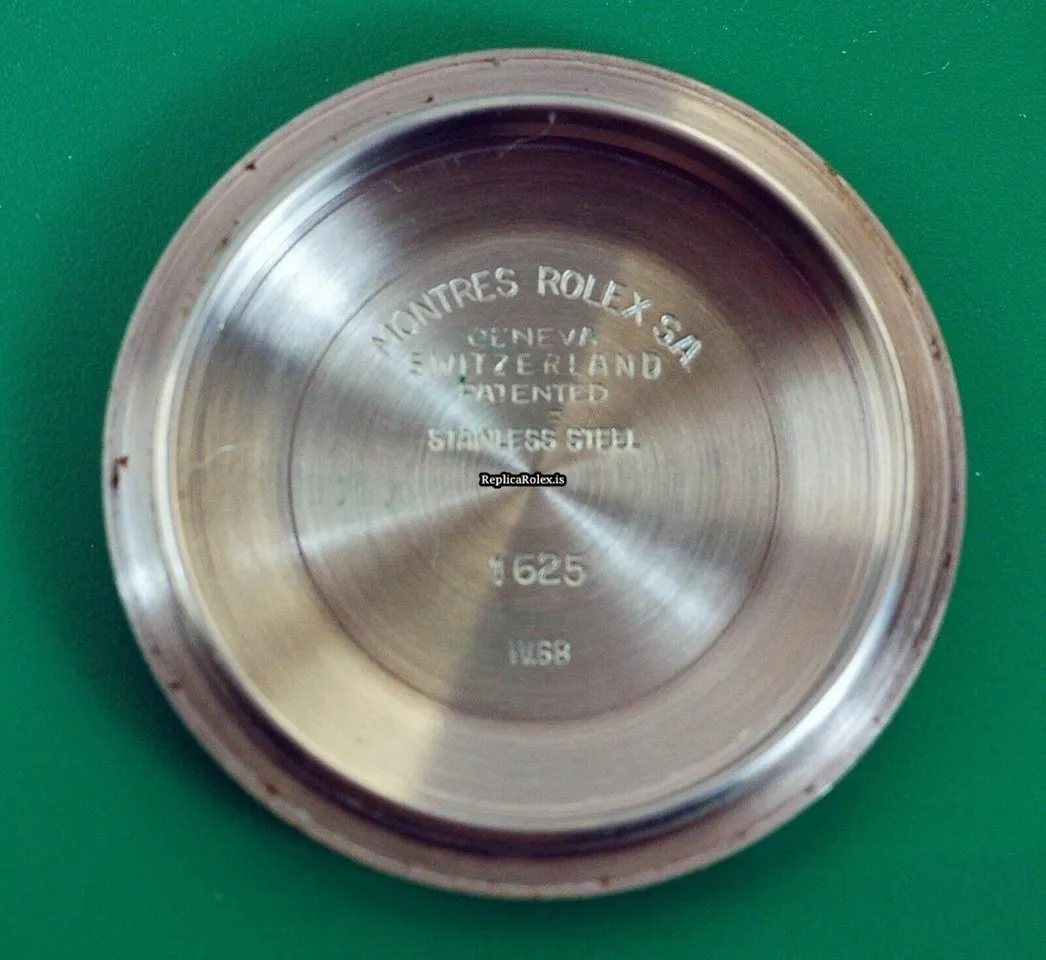 MONTRES ROLEX SA
GENEVA
SWITZERLAND
PATENTED
STAINLESS STEEL
ReplicaRolex.is
1625
IV.68